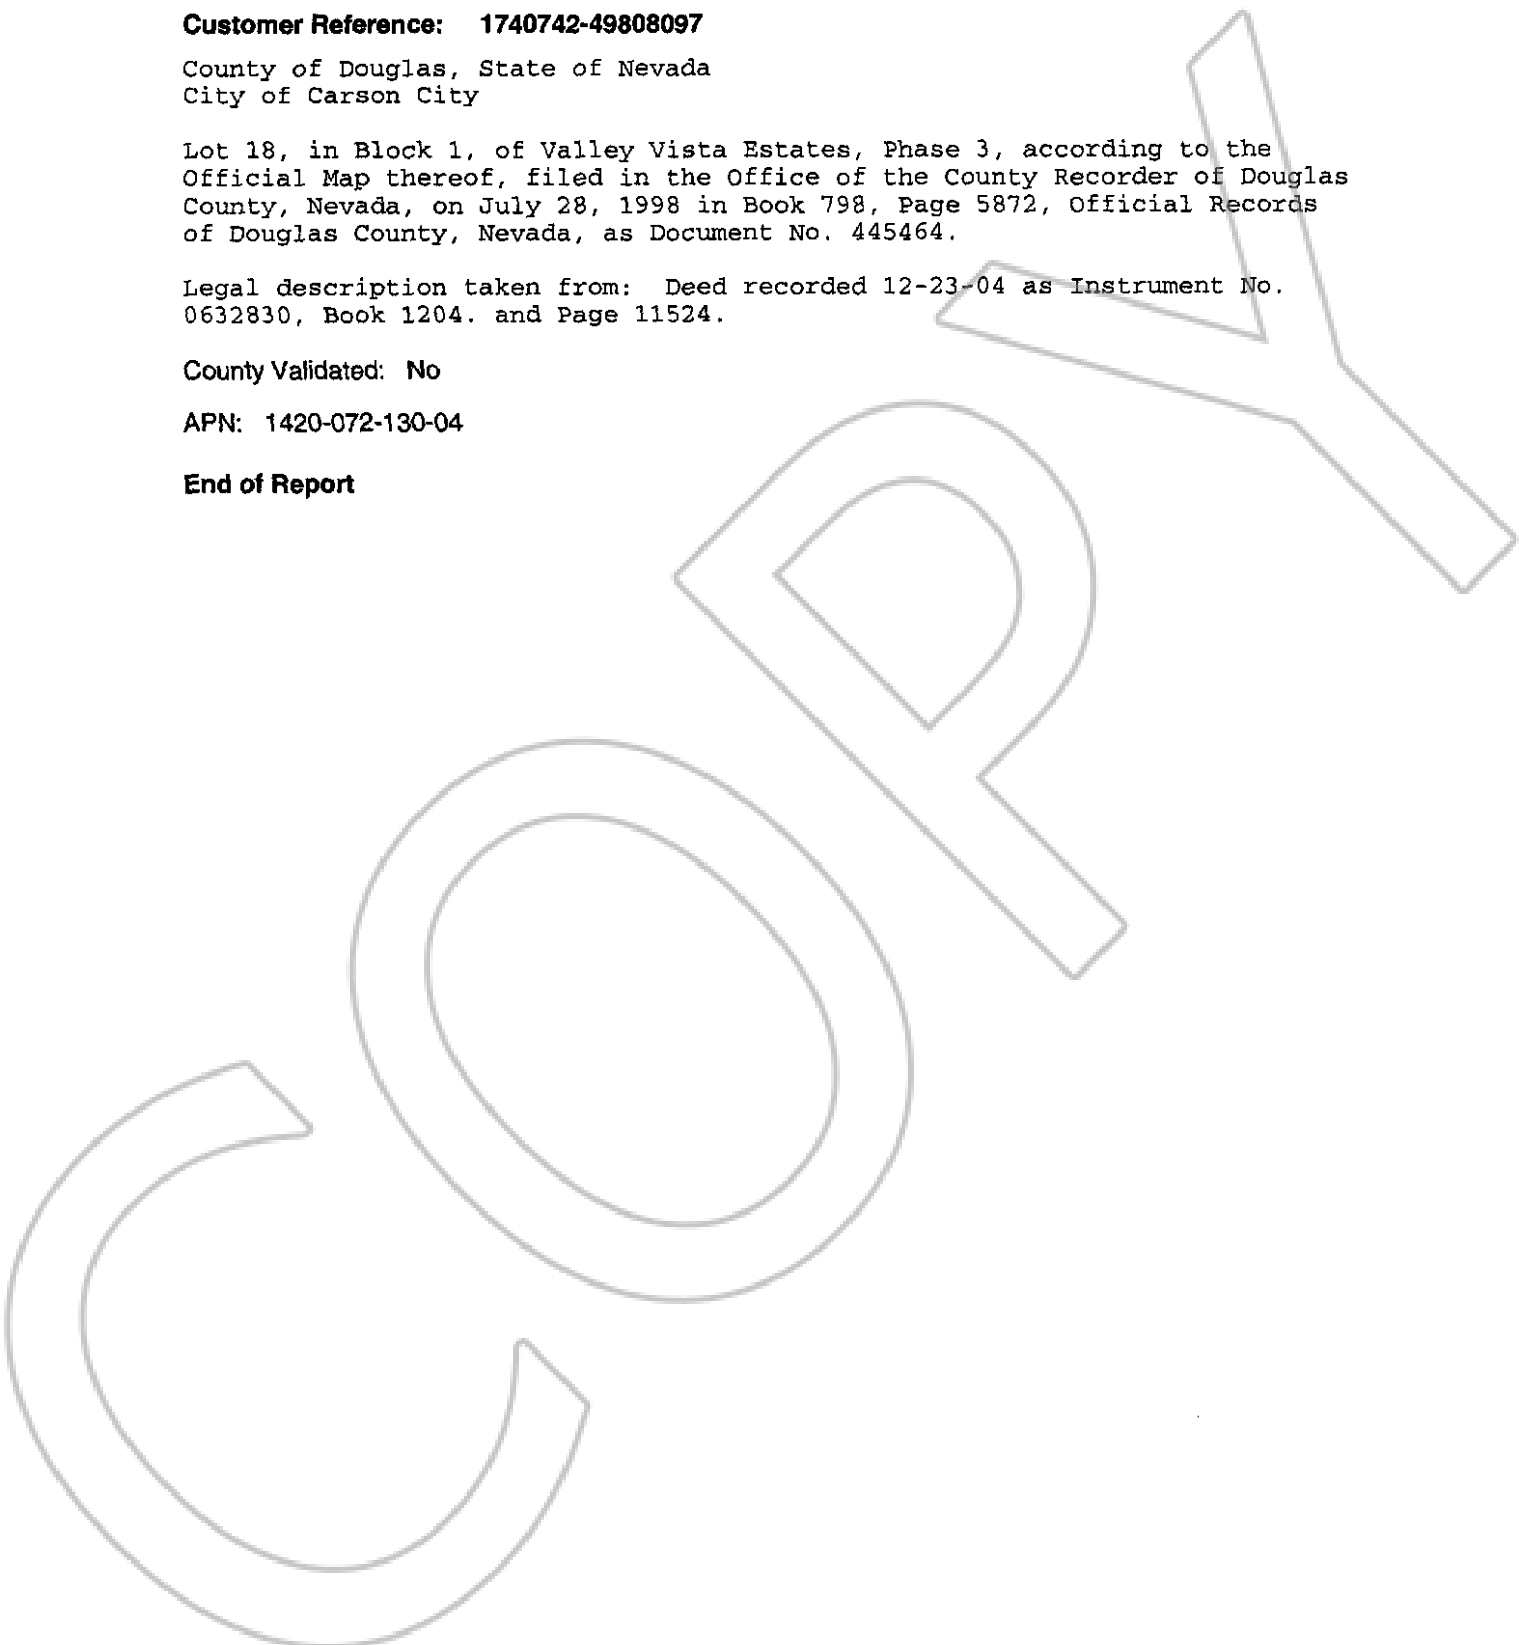 Customer Reference: 1740742-49808097
County of Douglas, State of Nevada
City of Carson City
Lot 18, in Block 1, of Valley Vista Estates, Phase 3, according to the
Official Map thereof, filed in the Office of the County Recorder of Douglas
County, Nevada, on July 28, 1998 in Book 798, Page 5872, Official Records
of Douglas County, Nevada, as Document No. 445464.
Legal description taken from: Deed recorded 12-23-04 as Instrument No.
0632830, Book 1204. and Page 11524.
County Validated: No
APN: 1420-072-130-04
End of Report
COPY